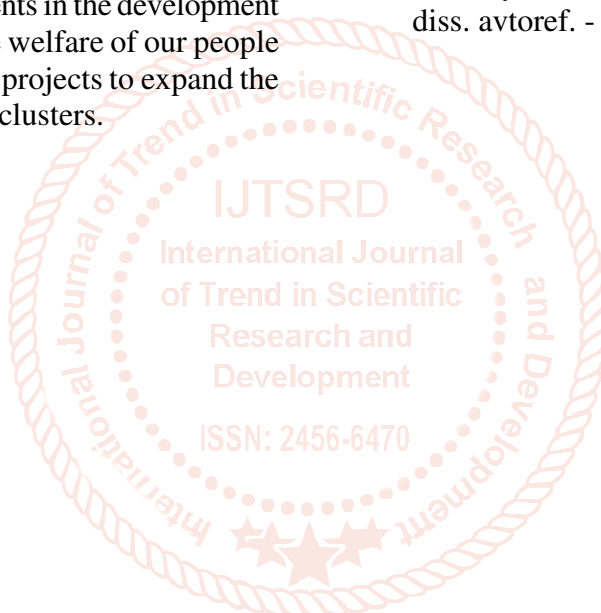 ents in the development
welfare of our people
projects to expand the
clusters.
diss. avtoref. -
International Journal of Trend in Scientific Research and Development
IJTSRD
International Journal
of Trend in Scientific
Research and
Development
ISSN: 2456-6470